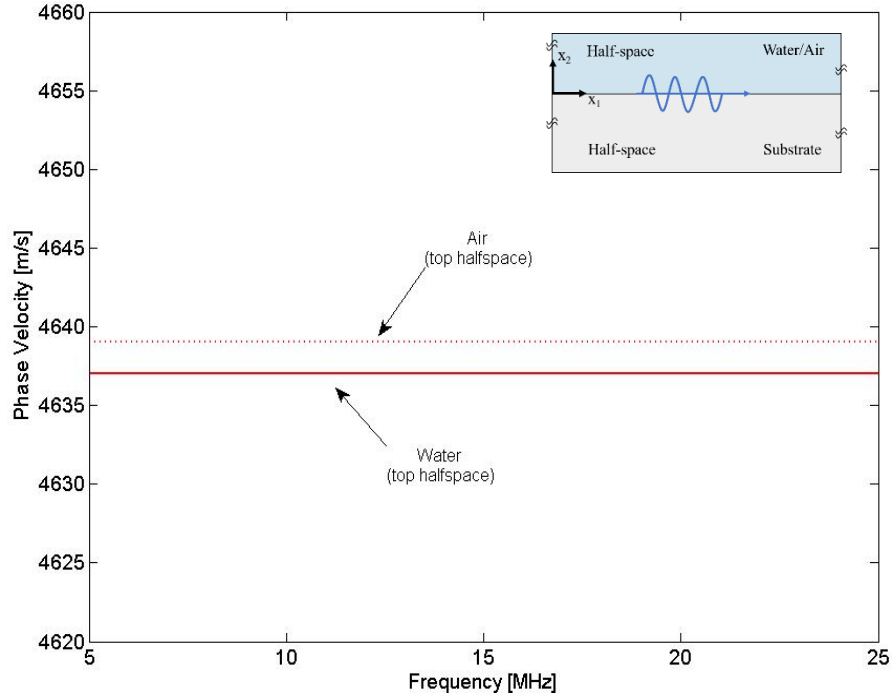 4660
4655
4650
4645
4640
4635
4630
4625
4620
Phase Velocity [m/s]
Half-space
Water/Air
x2
x1
Half-space
Substrate
Air
(top halfspace)
Water
(top halfspace)
5
10
15
20
25
Frequency [MHz]